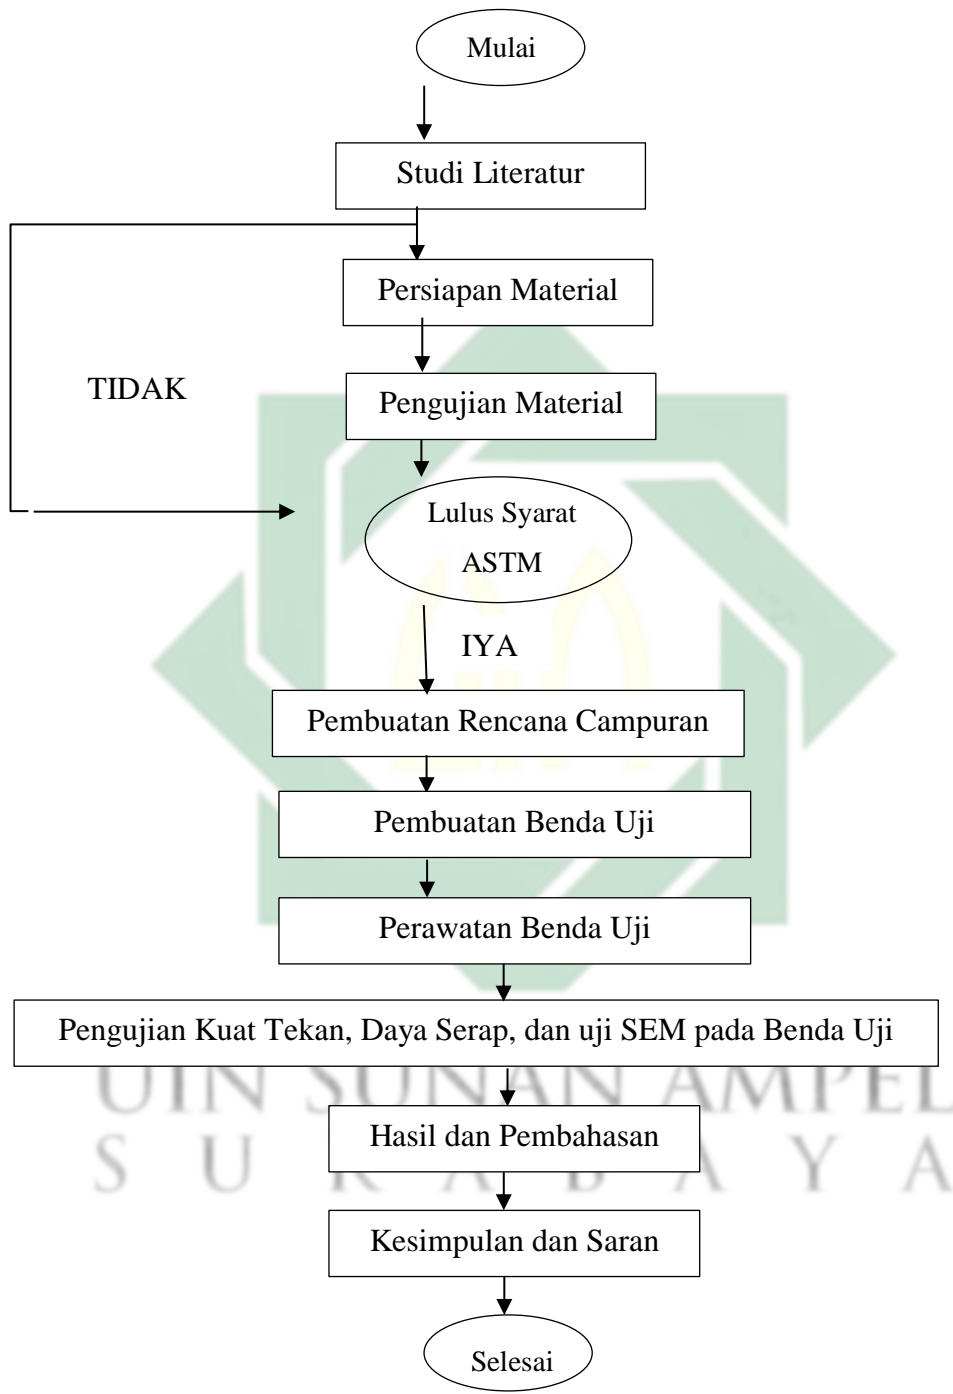 Mulai
Studi Literatur
Persiapan Material
TIDAK
Pengujian Material
Lulus Syarat
ASTM
IYA
Pembuatan Rencana Campuran
Pembuatan Benda Uji
Perawatan Benda Uji
Pengujian Kuat Tekan, Daya Serap, dan uji SEM pada Benda Uji
UIN SUNAN AMPEL
Hasil dan Pembahasan
S U R A B A Y A
Kesimpulan dan Saran
Selesai